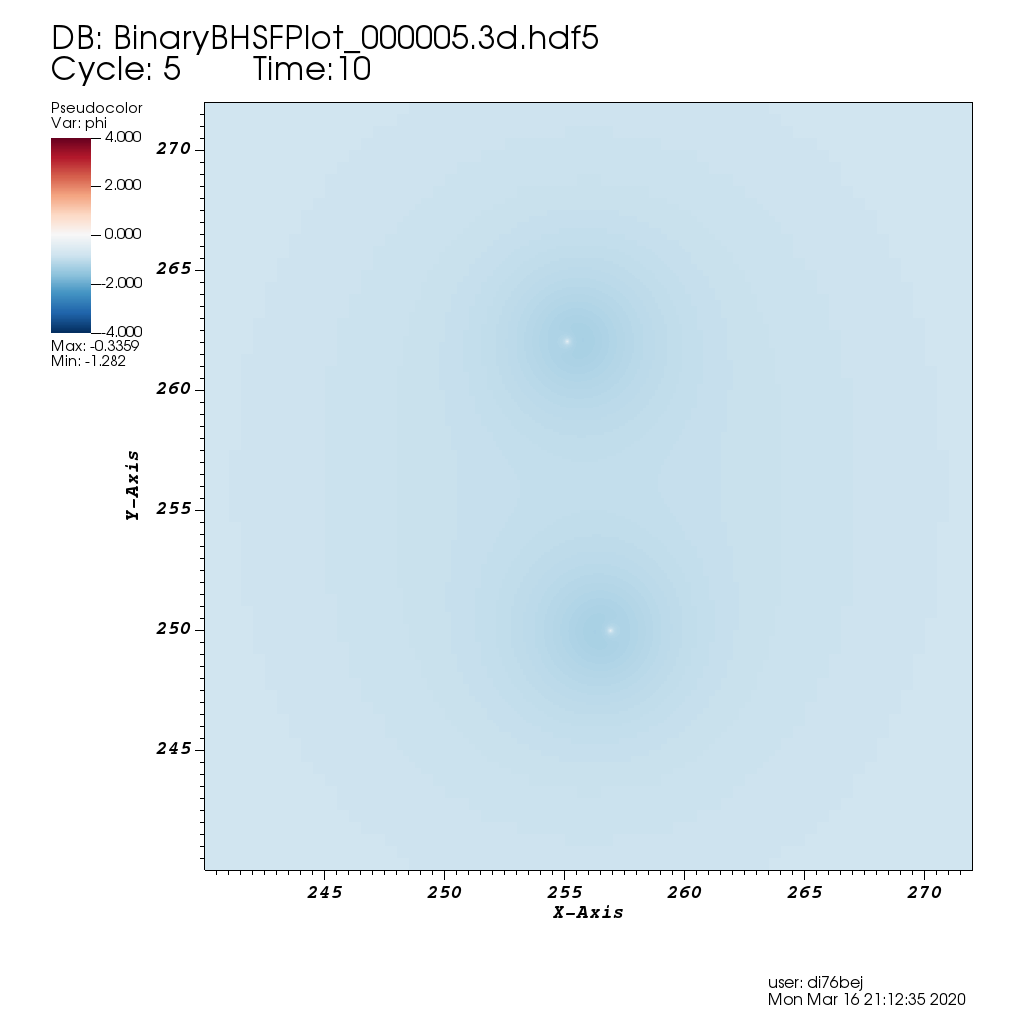 DB: BinaryBHSFPlot_000005.3d.hdf5
Cycle: 5 Time:10
Pseudocolor
Var: phi
4.000
2.000
0.000
-2.000
-4.000
Max: -0.3359
Min: -1.282
270
265
260
255
250
245
Y-Axis
245 250 255 260 265 270
X-Axis
user: di76bej
Mon Mar 16 21:12:35 2020